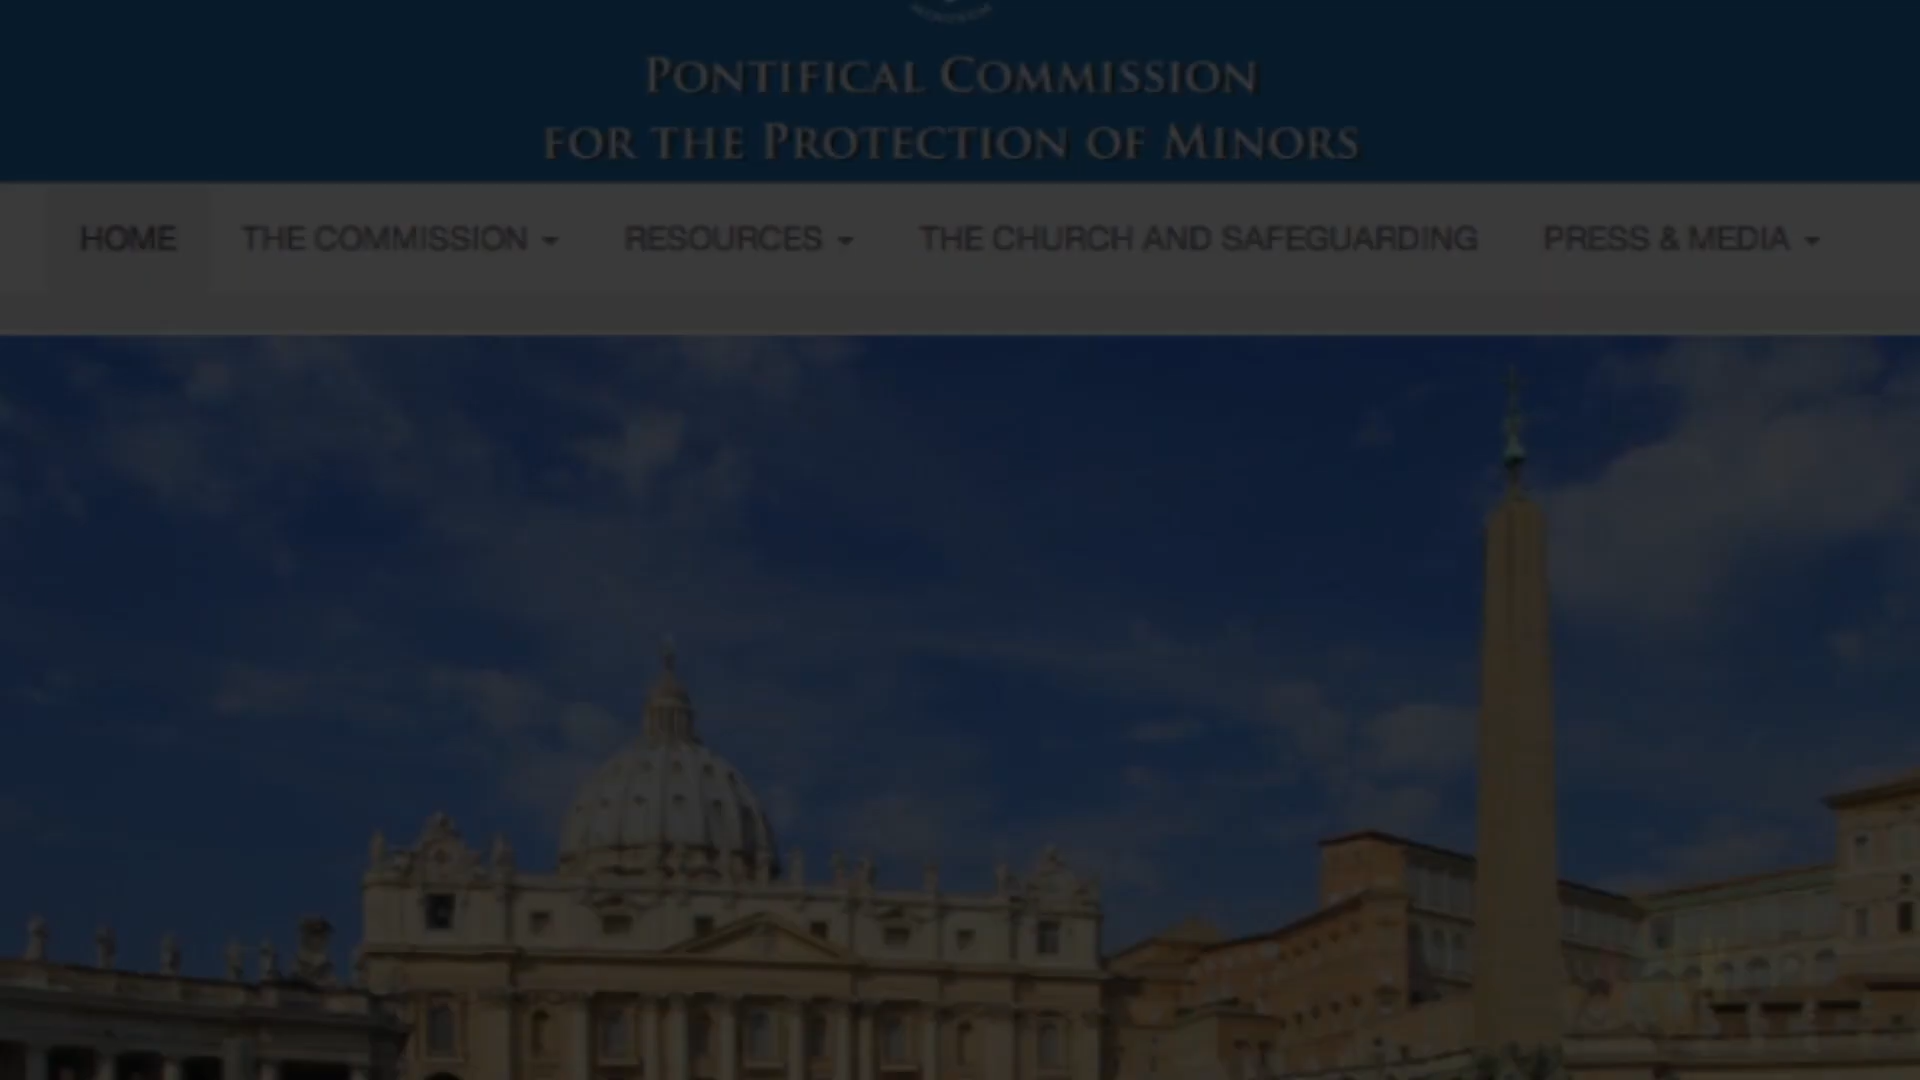 PONTIFICAL COMMISSION
FOR THE PROTECTION OF MINORS
HOME THE COMMISSION RESOURCES THE CHURCH AND SAFEGUARDING PRESS & MEDIA